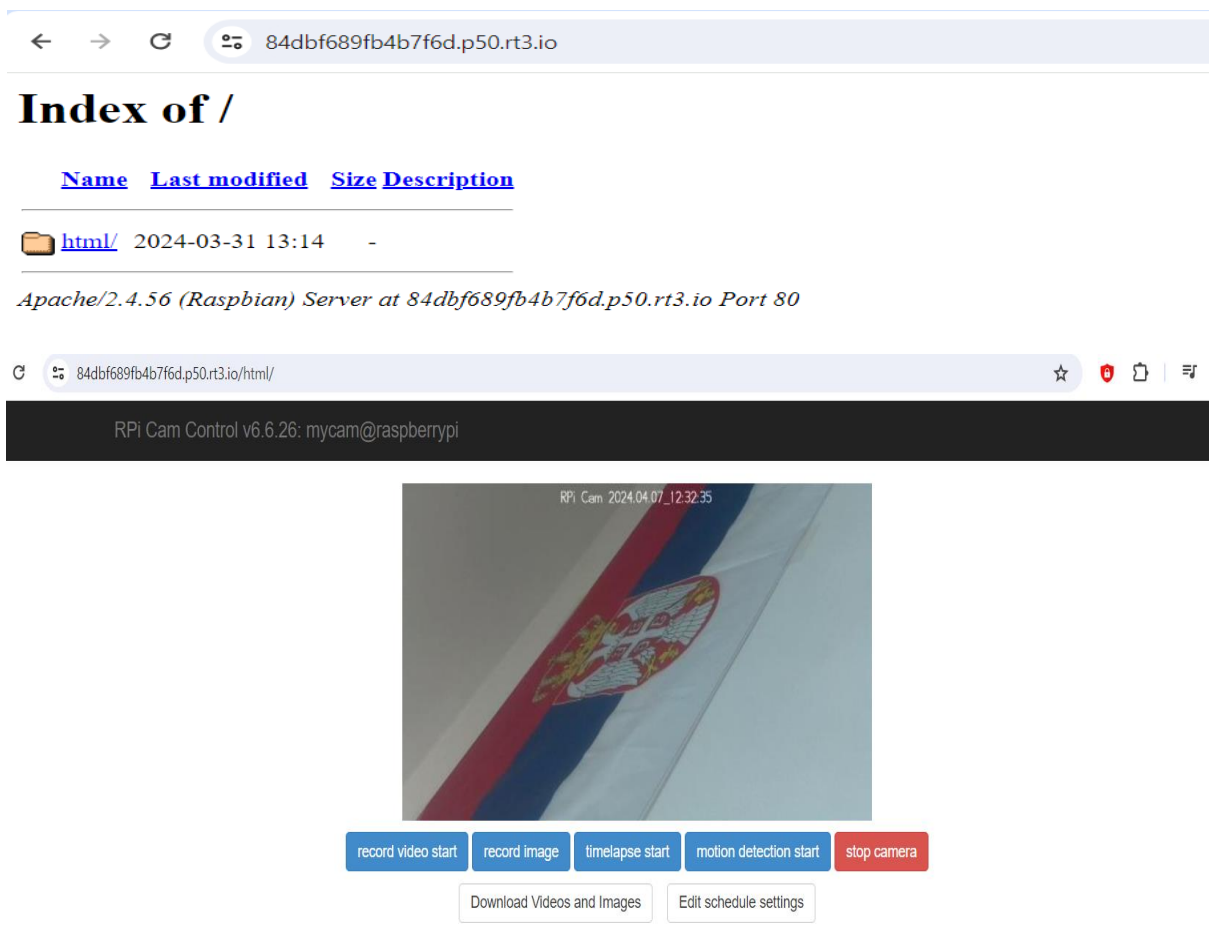 84dbf689fb4b7f6d.p50.rt3.io
Index of /
Name Last modified Size Description
html/ 2024-03-31 13:14 -
Apache/2.4.56 (Raspbian) Server at 84dbf689fb4b7f6d.p50.rt3.io Port 80
84dbf689fb4b7f6d.p50.rt3.io/html/
RPi Cam Control v6.6.26: mycam@raspberrypi
RPi Cam 2024.04.07_12:32:35
record video start record image timelapse start motion detection start stop camera
Download Videos and Images Edit schedule settings